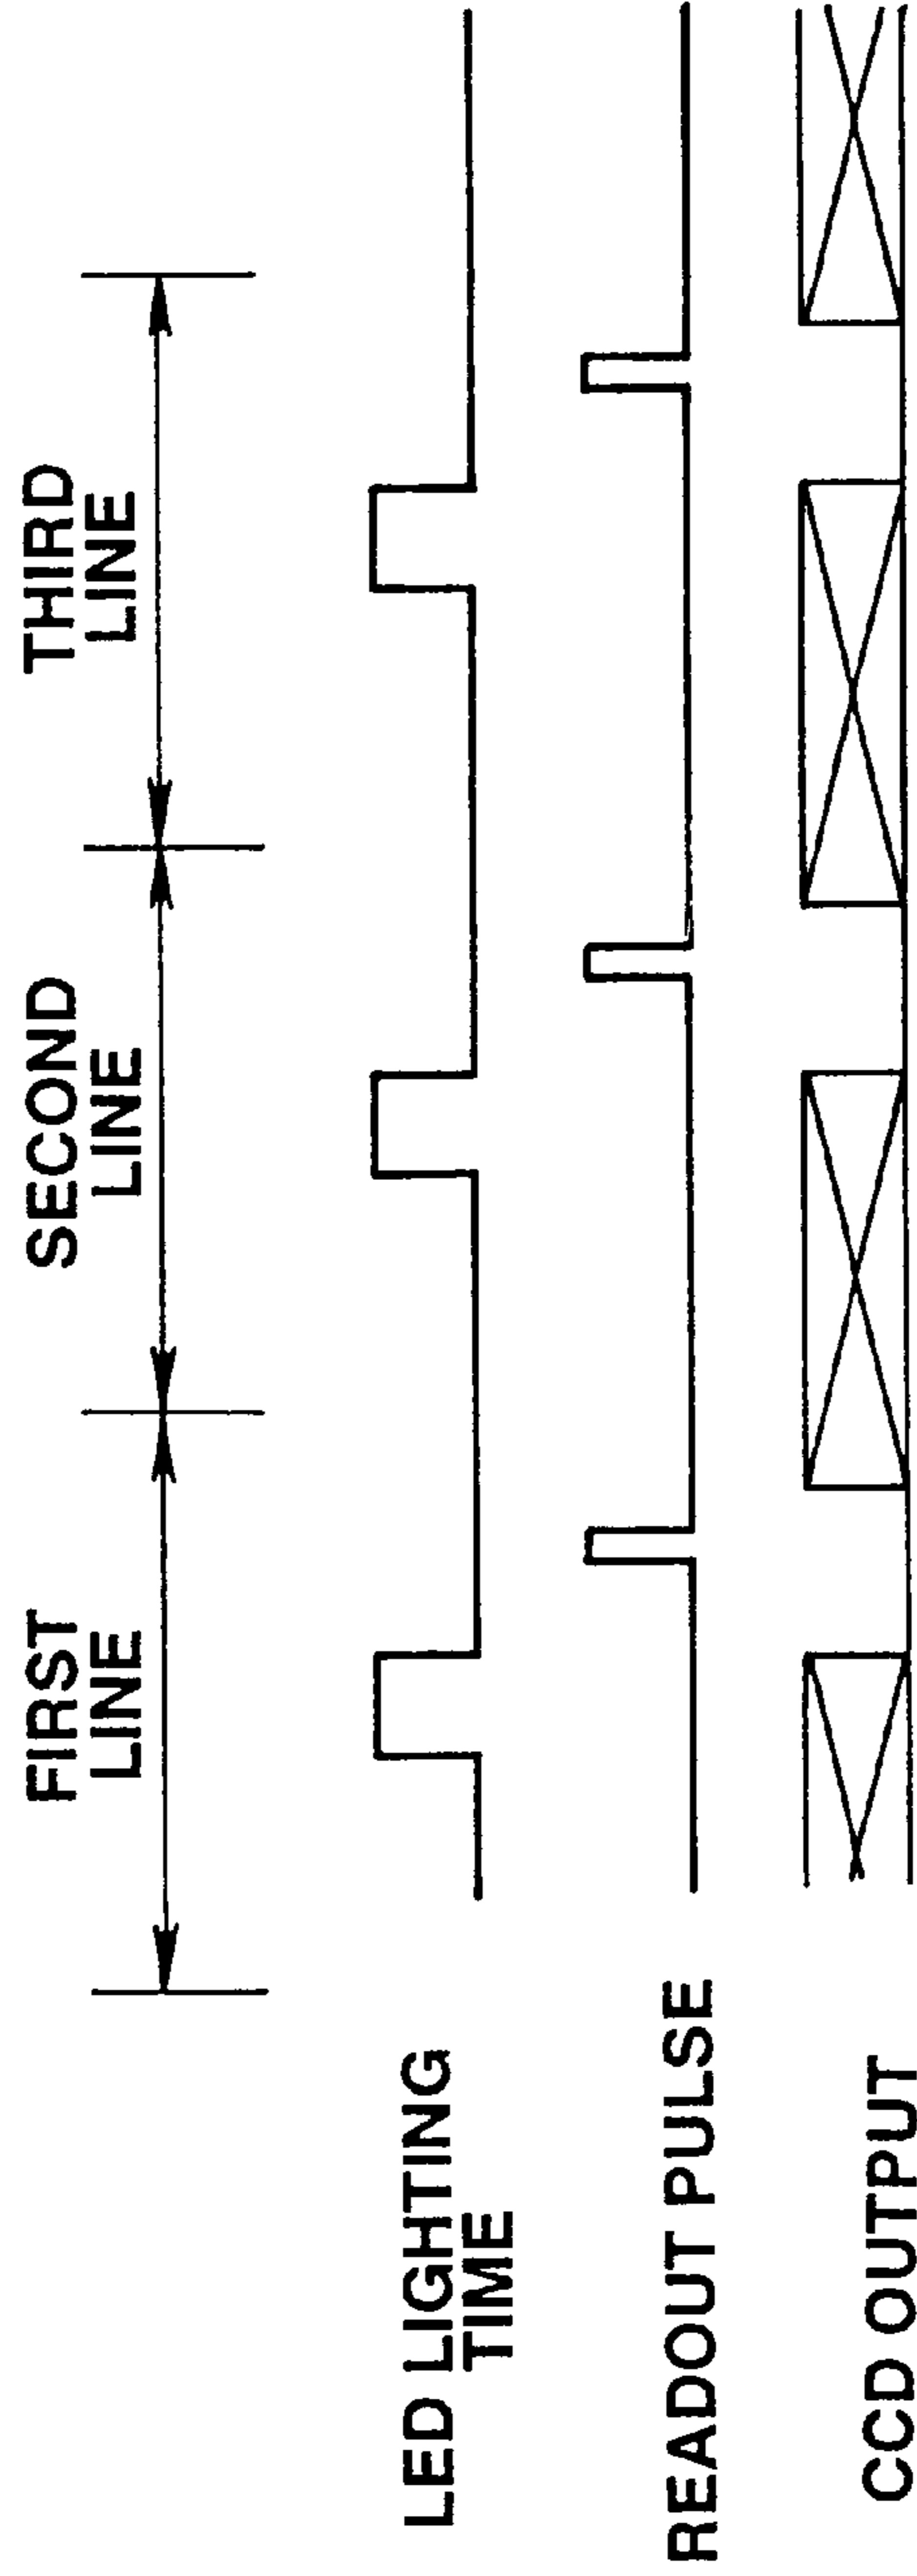 FIRST
LINE
SECOND
LINE
THIRD
LINE
LED LIGHTING
TIME
READOUT PULSE
CCD OUTPUT